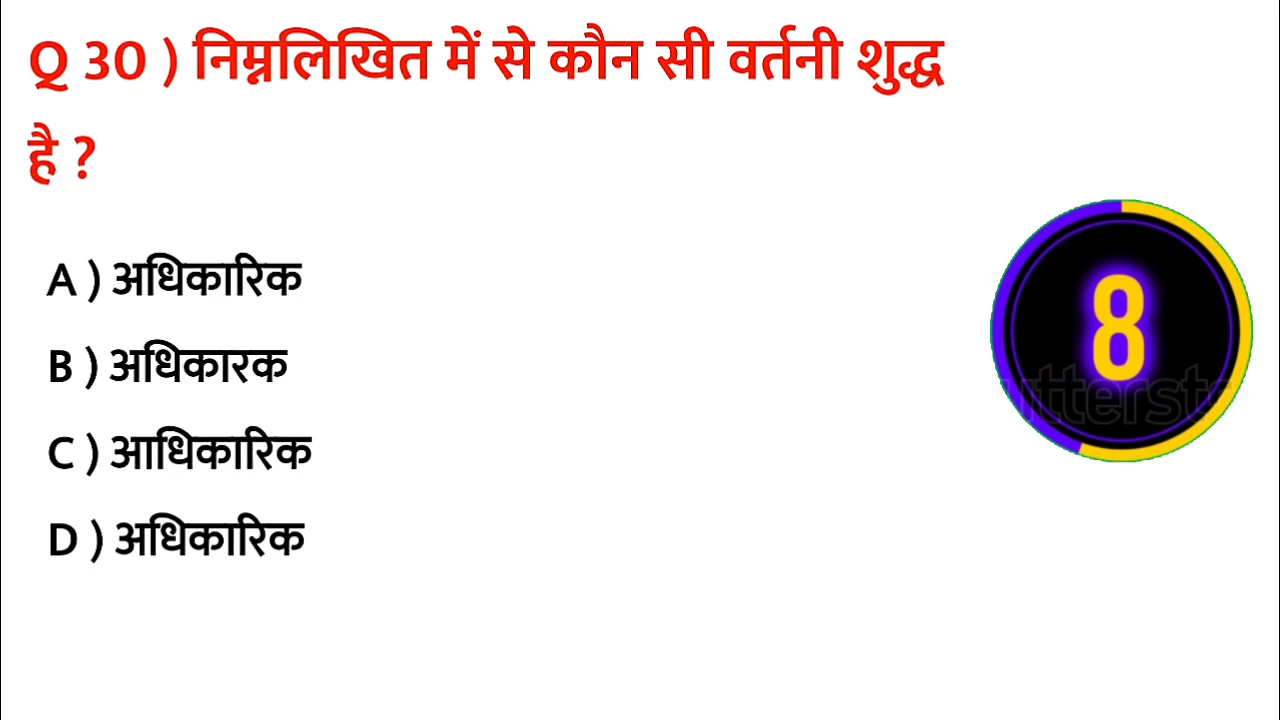 Q 30 ) निम्नलिखित में से कौन सी वर्तनी शुद्ध
है ?
A ) अधिकारिक
B ) अधिकारक
C ) आधिकारिक
D ) अधिकारिक
8